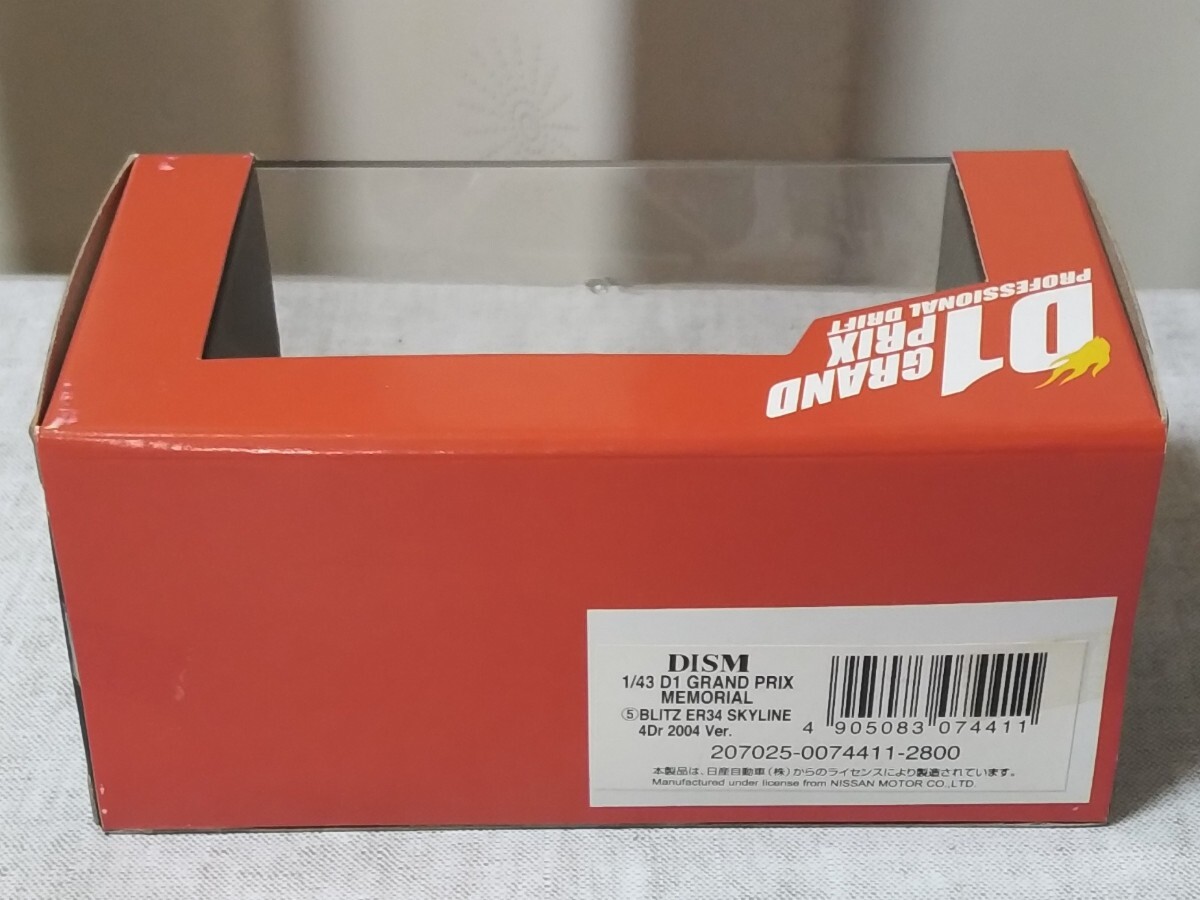 D1
GRAND
PRIX
PROFESSIONAL DRIFT
DISM
1/43 D1 GRAND PRIX
MEMORIAL
⑤BLITZ ER34 SKYLINE
4Dr 2004 Ver.
4 905083 074411
207025-0074411-2800
本製品は、日産自動車(株)からのライセンスにより製造されています。
Manufactured under license from NISSAN MOTOR CO.,LTD.